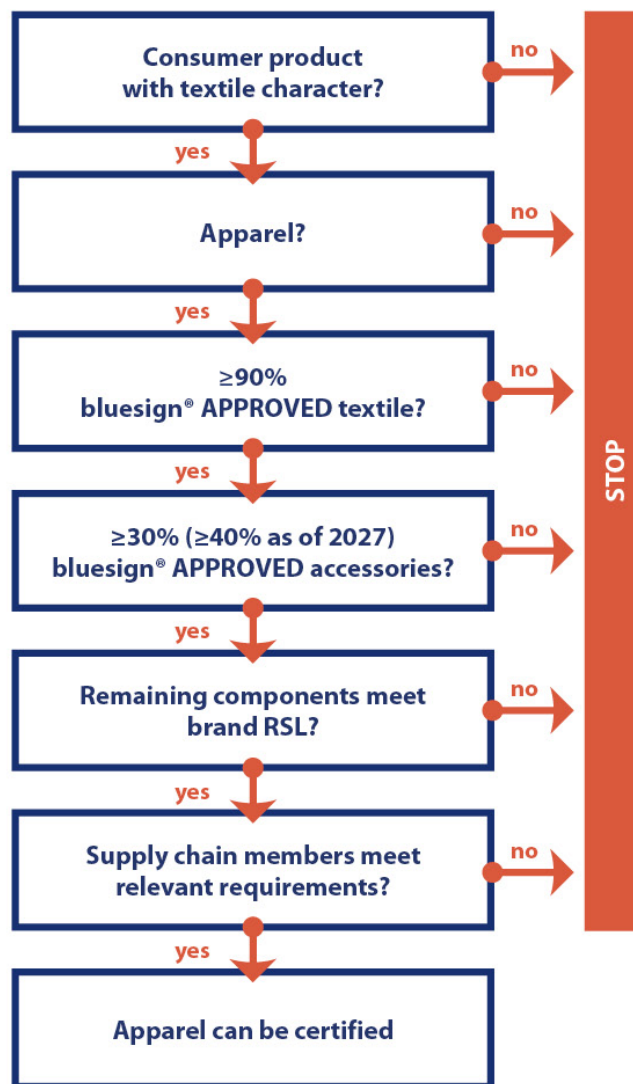 Consumer product
with textile character?
no
yes
Apparel?
no
yes
≥90%
bluesign® APPROVED textile?
no
yes
≥30% (≥40% as of 2027)
bluesign® APPROVED accessories?
no
yes
Remaining components meet
brand RSL?
no
yes
Supply chain members meet
relevant requirements?
no
yes
Apparel can be certified
STOP